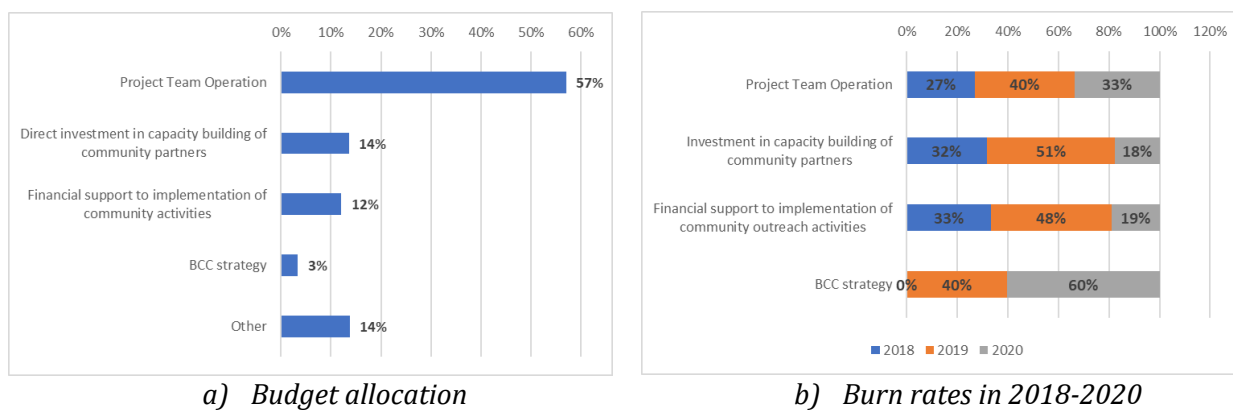 0% 10% 20% 30% 40% 50% 60%
Project Team Operation 57%
Direct investment in capacity building of
community partners 14%
Financial support to implementation of
community activities 12%
BCC strategy 3%
Other 14%
a) Budget allocation
0% 20% 40% 60% 80% 100% 120%
Project Team Operation 27% 40% 33%
Investment in capacity building of
community partners 32% 51% 18%
Financial support to implementation of
community outreach activities 33% 48% 19%
BCC strategy 0% 40% 60%
2018 2019 2020
b) Burn rates in 2018-2020